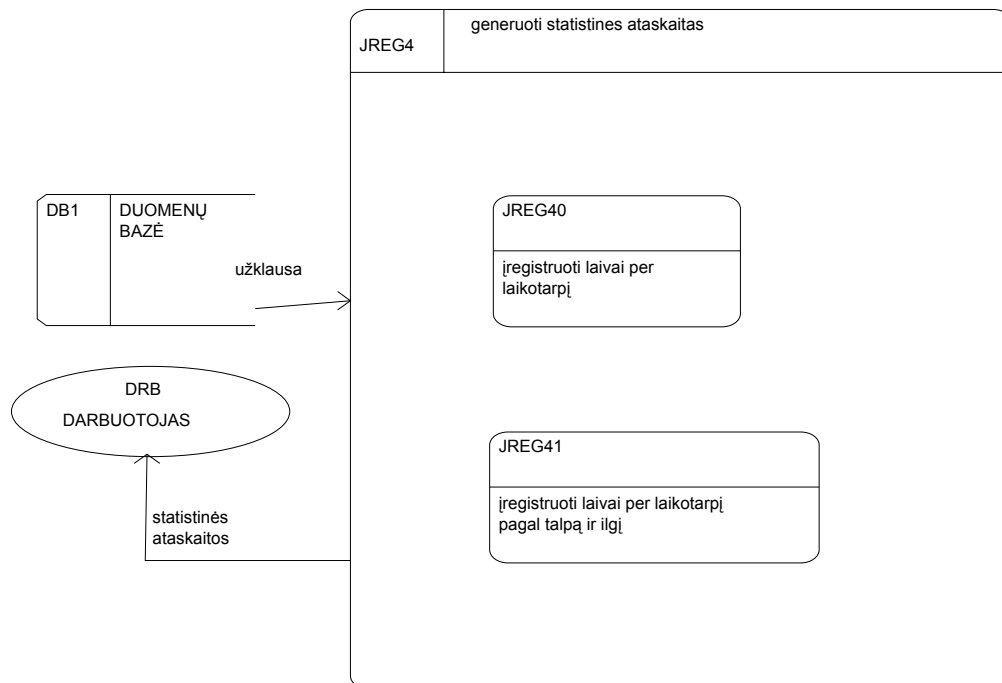 generuoti statistines ataskaitas
JREG4
DB1
DUOMENŲ
BAZĖ
užklausa
JREG40
įregistruoti laivai per
laikotarpį
DRB
DARBUOTOJAS
JREG41
įregistruoti laivai per laikotarpį
pagal talpą ir ilgį
statistinės
ataskaitos